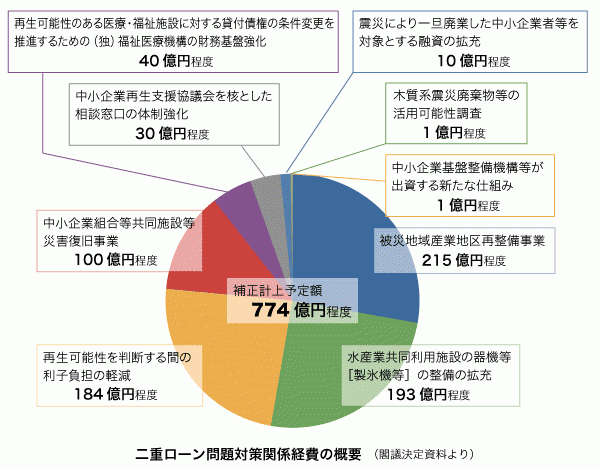 再生可能性のある医療・福祉施設に対する貸付債権の条件変更を
推進するための（独）福祉医療機構の財務基盤強化
40億円程度
震災により一旦廃業した中小企業者等を
対象とする融資の拡充
10億円程度
中小企業再生支援協議会を核とした
相談窓口の体制強化
30億円程度
木質系震災廃棄物等の
活用可能性調査
1億円程度
中小企業基盤整備機構等が
出資する新たな仕組み
1億円程度
中小企業組合等共同施設等
災害復旧事業
100億円程度
被災地域産業地区再整備事業
215億円程度
補正計上予定額
774億円程度
再生可能性を判断する間の
利子負担の軽減
184億円程度
水産業共同利用施設の器機等
［製氷機等］の整備の拡充
193億円程度
二重ローン問題対策関係経費の概要（閣議決定資料より）